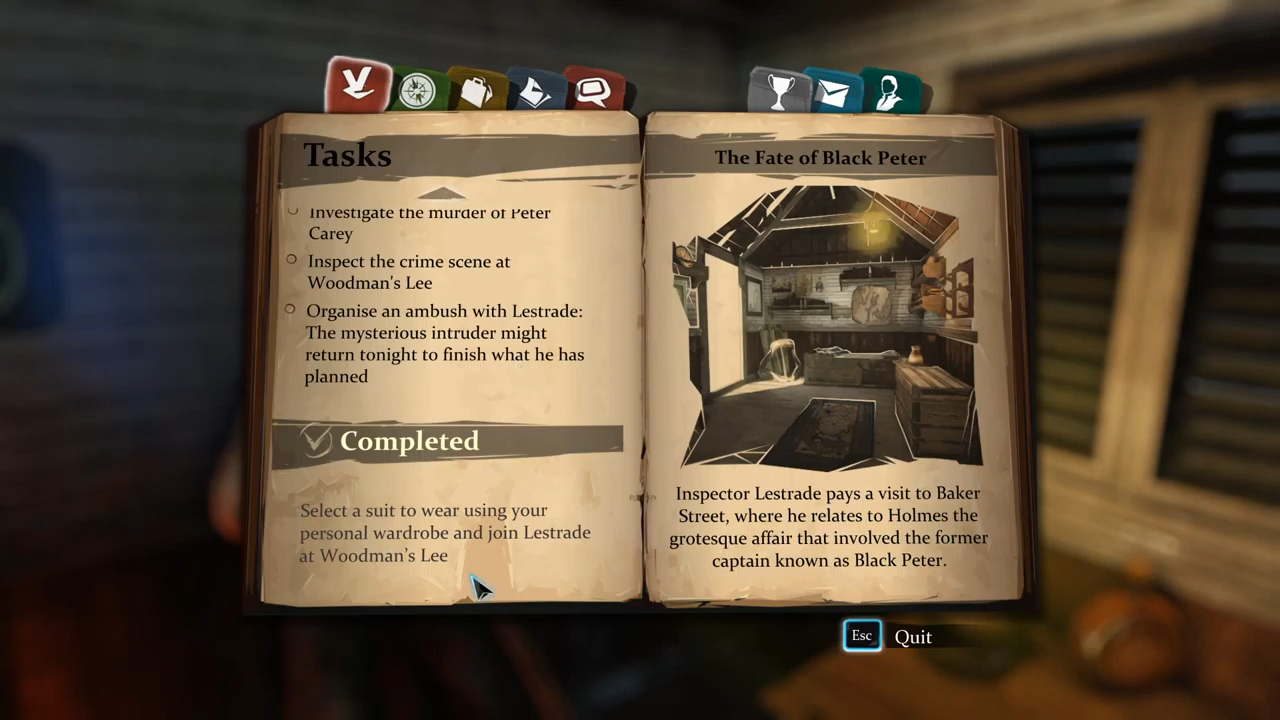 Tasks
Investigate the murder of Peter
Carey
Inspect the crime scene at
Woodman's Lee
Organise an ambush with Lestrade:
The mysterious intruder might
return tonight to finish what he has
planned
Completed
Select a suit to wear using your
personal wardrobe and join Lestrade
at Woodman's Lee
The Fate of Black Peter
Inspector Lestrade pays a visit to Baker
Street, where he relates to Holmes the
grotesque affair that involved the former
captain known as Black Peter.
Esc Quit